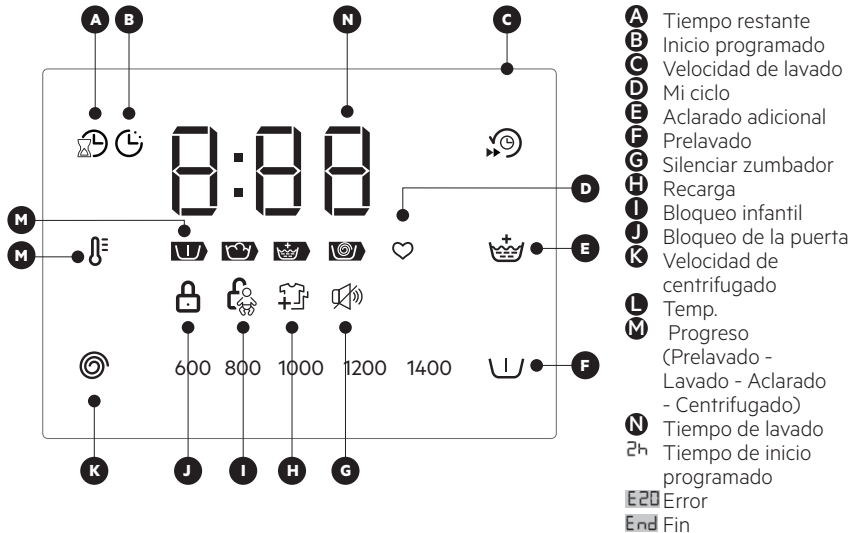 A B N C
8:88
M
D
M
E
600 800 1000 1200 1400
F
K J I H G
A Tiempo restante
B Inicio programado
C Velocidad de lavado
D Mi ciclo
E Aclarado adicional
F Prelavado
G Silenciar zumbador
H Recarga
I Bloqueo infantil
J Bloqueo de la puerta
K Velocidad de
centrifugado
L Temp.
M Progreso
(Prelavado -
Lavado - Aclarado
- Centrifugado)
N Tiempo de lavado
2h Tiempo de inicio
programado
E20 Error
End Fin